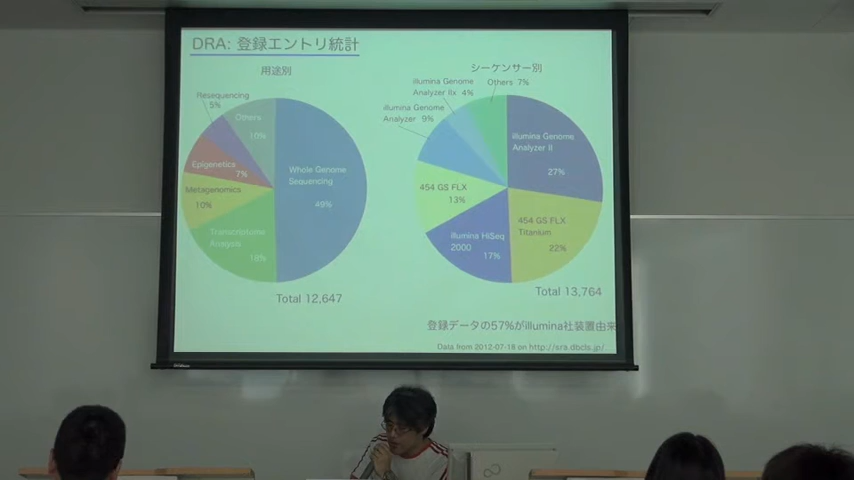 DRA: 登録エントリ統計
用途別
Resequencing
5%
Others
10%
Epigenetics
7%
Metagenomics
10%
Transcriptome
Analysis
18%
Whole Genome
Sequencing
49%
Total 12,647
シーケンサー別
illumina Genome
Analyzer IIx 4%
Others 7%
illumina Genome
Analyzer 9%
illumina Genome
Analyzer II
27%
454 GS FLX
13%
454 GS FLX
Titanium
22%
illumina HiSeq
2000
17%
Total 13,764
登録データの57%がillumina社装置由来
Data from 2012-07-18 on http://sra.dbcls.jp/